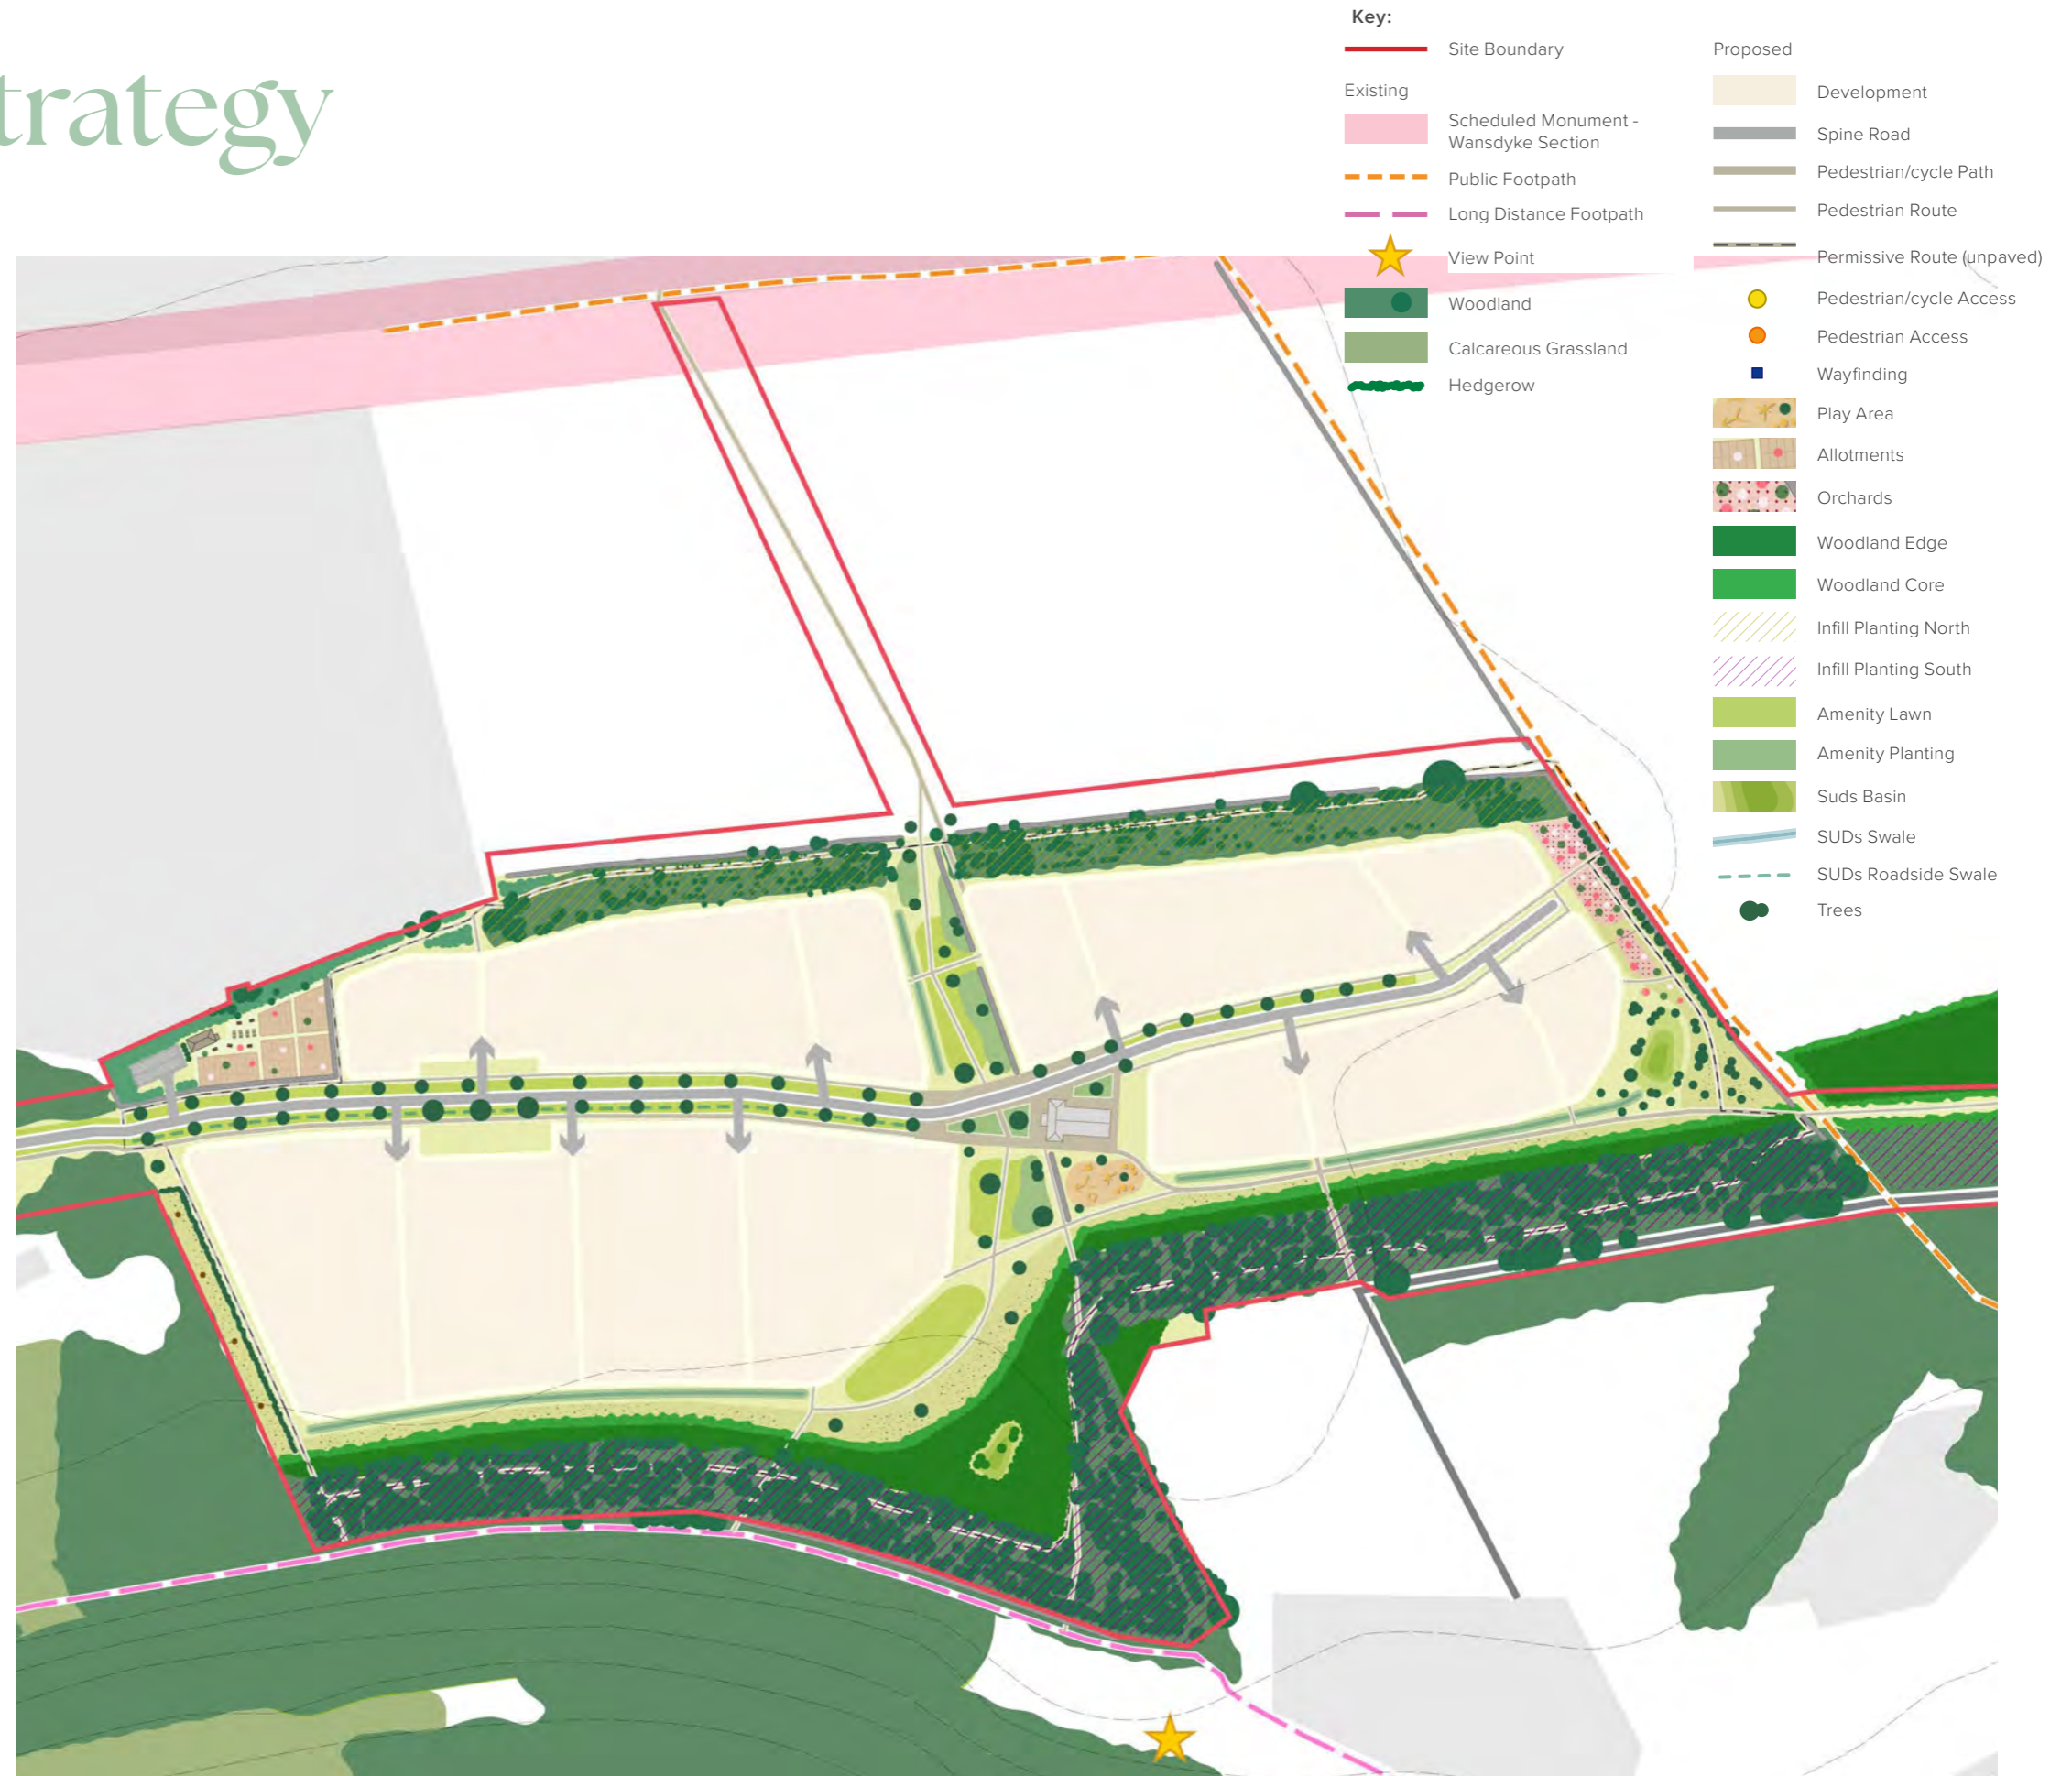 trategy
Key:
Site Boundary
Existing
Scheduled Monument -
Wansdyke Section
Public Footpath
Long Distance Footpath
View Point
Woodland
Calcareous Grassland
Hedgerow
Proposed
Development
Spine Road
Pedestrian/cycle Path
Pedestrian Route
Permissive Route (unpaved)
Pedestrian/cycle Access
Pedestrian Access
Wayfinding
Play Area
Allotments
Orchards
Woodland Edge
Woodland Core
Infill Planting North
Infill Planting South
Amenity Lawn
Amenity Planting
Suds Basin
SUDs Swale
SUDs Roadside Swale
Trees